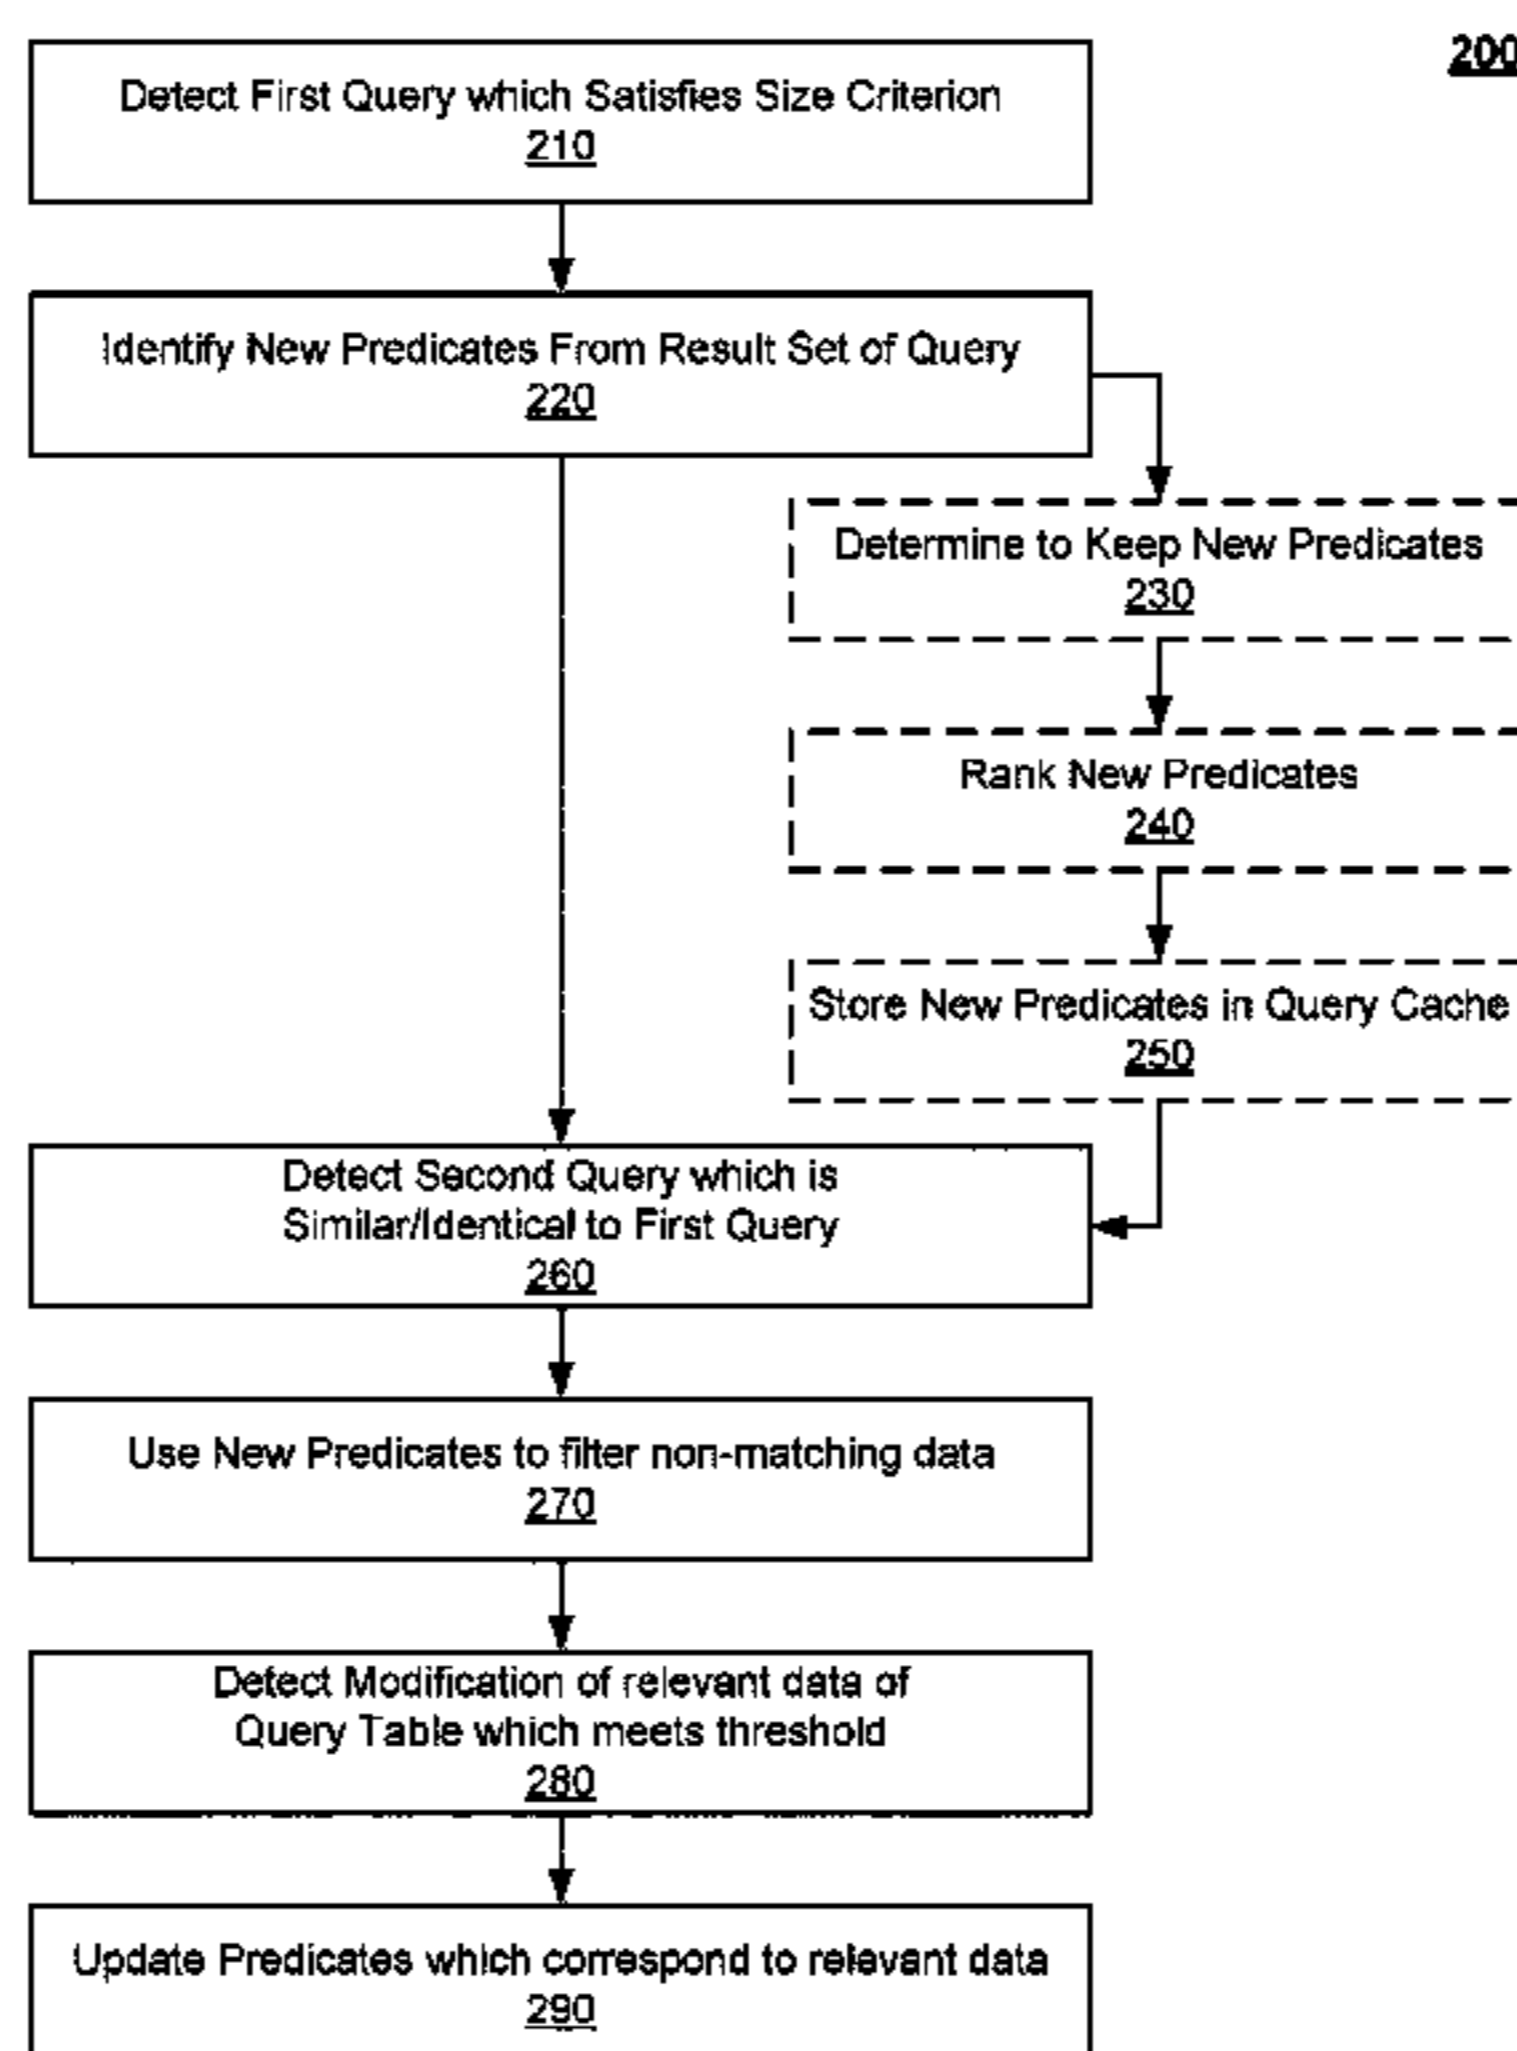 200
Detect First Query which Satisfies Size Criterion
210
Identify New Predicates From Result Set of Query
220
Determine to Keep New Predicates
230
Rank New Predicates
240
Store New Predicates in Query Cache
250
Detect Second Query which is
Similar/Identical to First Query
260
Use New Predicates to filter non-matching data
270
Detect Modification of relevant data of
Query Table which meets threshold
280
Update Predicates which correspond to relevant data
290